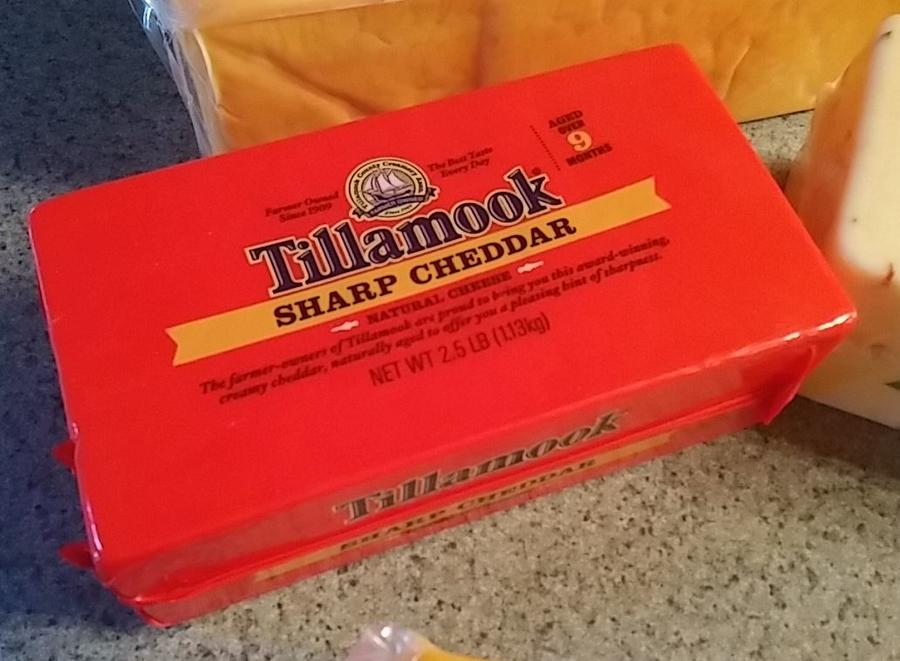 Farmer Owned
Since 1909
The Best Taste
Every Day
AGED
OVER
9
MONTHS
Tillamook®
SHARP CHEDDAR
NATURAL CHEESE
The farmer-owners of Tillamook are proud to bring you this award-winning,
creamy cheddar, naturally aged to offer you a pleasing hint of sharpness.
NET WT 2.5 LB (1.13kg)
Tillamook
SHARP CHEDDAR